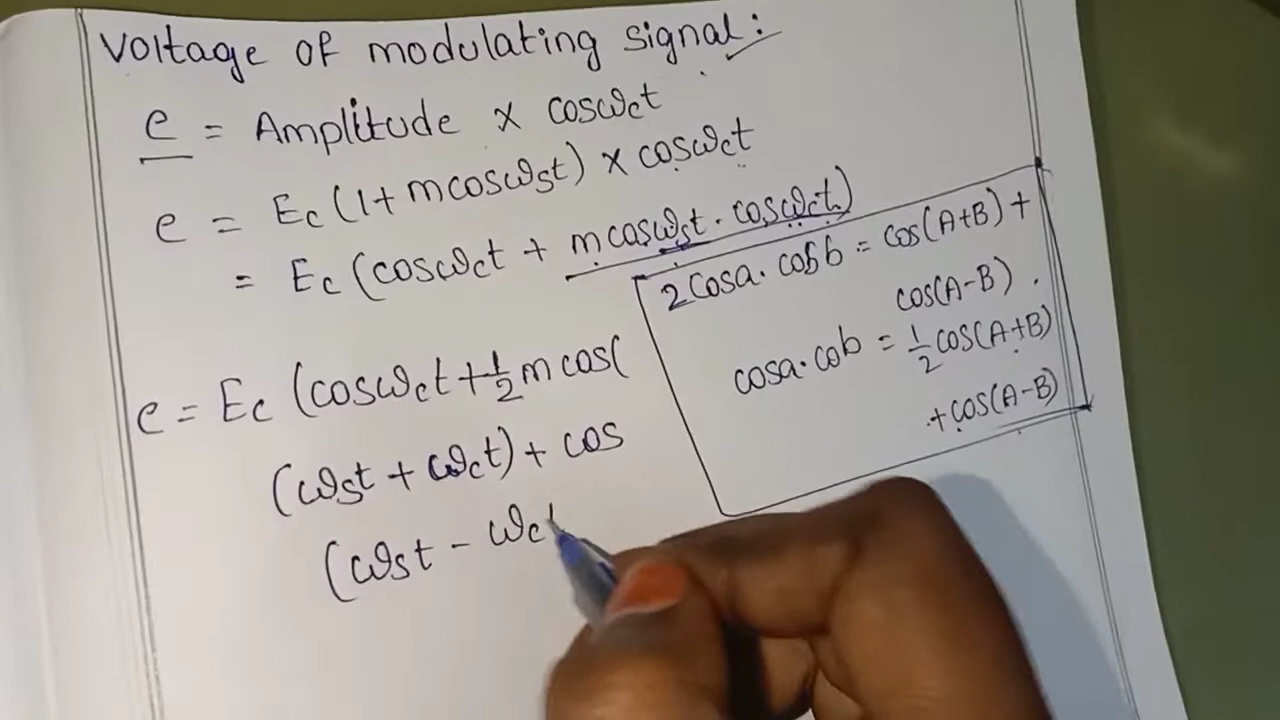 Voltage of modulating signal:
e = Amplitude × cosωct
e = Ec(1+mcosωst) × cosωct
= Ec(cosωct + mcosωst · cosωct)
2cosa·cosb = cos(A+B) +
cos(A-B).
cosa·cob = 1/2 cos(A+B)
+cos(A-B)
e = Ec (cosωct + 1/2 m cos(
(ωst + ωct) + cos
(ωst - ωct